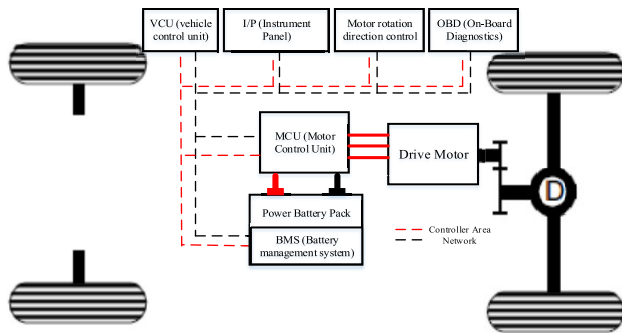 VCU (vehicle
control unit)
I/P (Instrument
Panel)
Motor rotation
direction control
OBD (On-Board
Diagnostics)
MCU (Motor
Control Unit)
Drive Motor
D
Power Battery Pack
BMS (Battery
management system)
Controller Area
Network